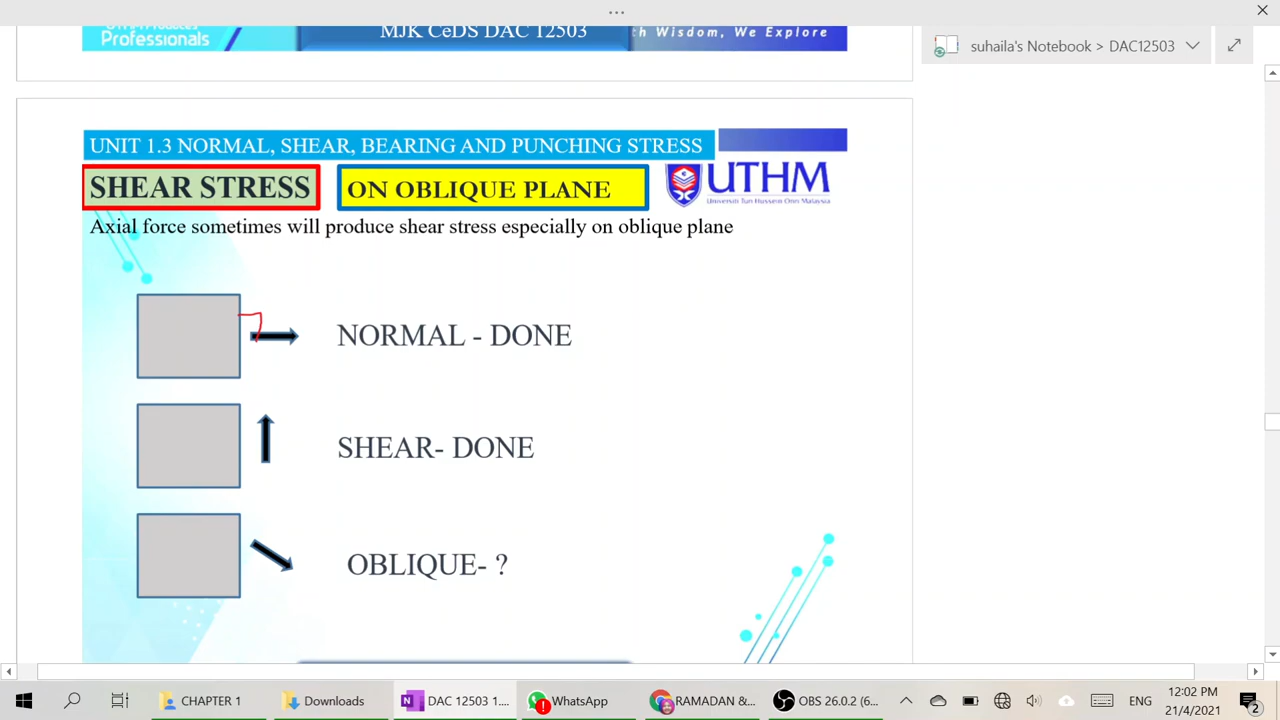 Professionals
MJK CeDS DAC 12503
h Wisdom, We Explore
suhaila's Notebook > DAC12503
UNIT 1.3 NORMAL, SHEAR, BEARING AND PUNCHING STRESS
SHEAR STRESS
ON OBLIQUE PLANE
UTHM
Universiti Tun Hussein Onn Malaysia
Axial force sometimes will produce shear stress especially on oblique plane
NORMAL - DONE
SHEAR- DONE
OBLIQUE- ?
CHAPTER 1
Downloads
DAC 12503 1....
WhatsApp
RAMADAN &...
OBS 26.0.2 (6...
ENG
12:02 PM
21/4/2021
2